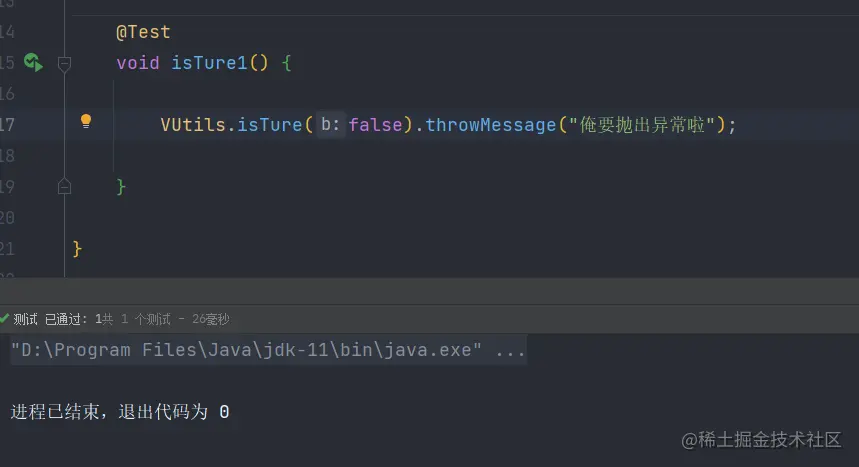 13
14 @Test
15 void isTure1() {
16
17 VUtils.isTure( b: false).throwMessage("俺要抛出异常啦");
18
19 }
20
21 }
测试 已通过: 1共 1 个测试 - 26毫秒
"D:\Program Files\Java\jdk-11\bin\java.exe" ...
进程已结束，退出代码为 0
@稀土掘金技术社区